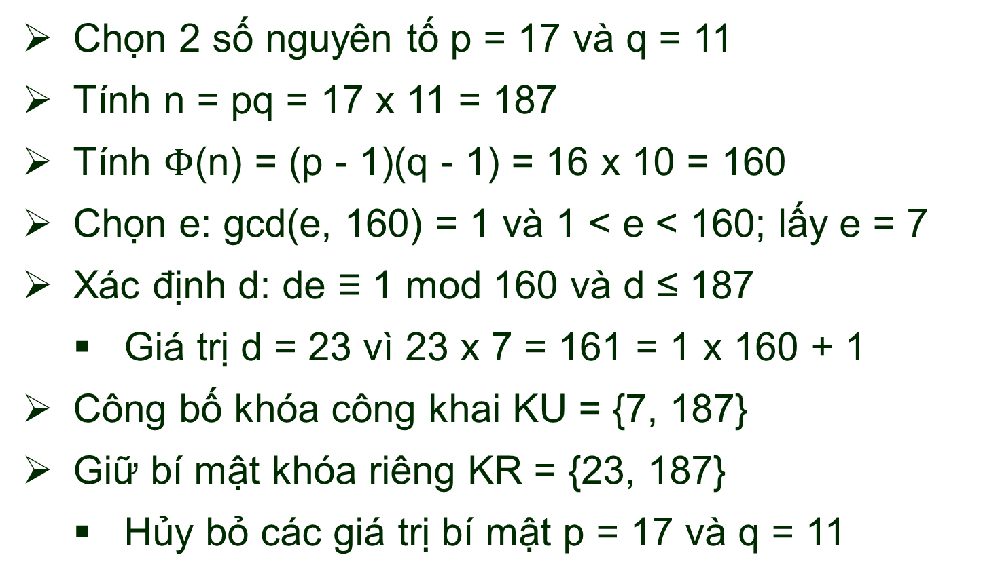 ➢ Chọn 2 số nguyên tố p = 17 và q = 11
➢ Tính n = pq = 17 x 11 = 187
➢ Tính Φ(n) = (p - 1)(q - 1) = 16 x 10 = 160
➢ Chọn e: gcd(e, 160) = 1 và 1 < e < 160; lấy e = 7
➢ Xác định d: de ≡ 1 mod 160 và d ≤ 187
▪ Giá trị d = 23 vì 23 x 7 = 161 = 1 x 160 + 1
➢ Công bố khóa công khai KU = {7, 187}
➢ Giữ bí mật khóa riêng KR = {23, 187}
▪ Hủy bỏ các giá trị bí mật p = 17 và q = 11